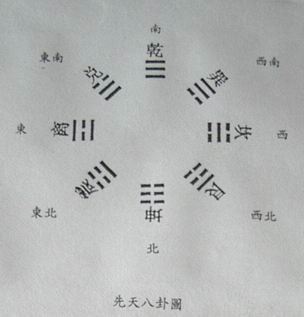 南
乾
東南
兌
巽
西南
東
离
坎
西
震
艮
東北
坤
西北
北
先天八卦圖